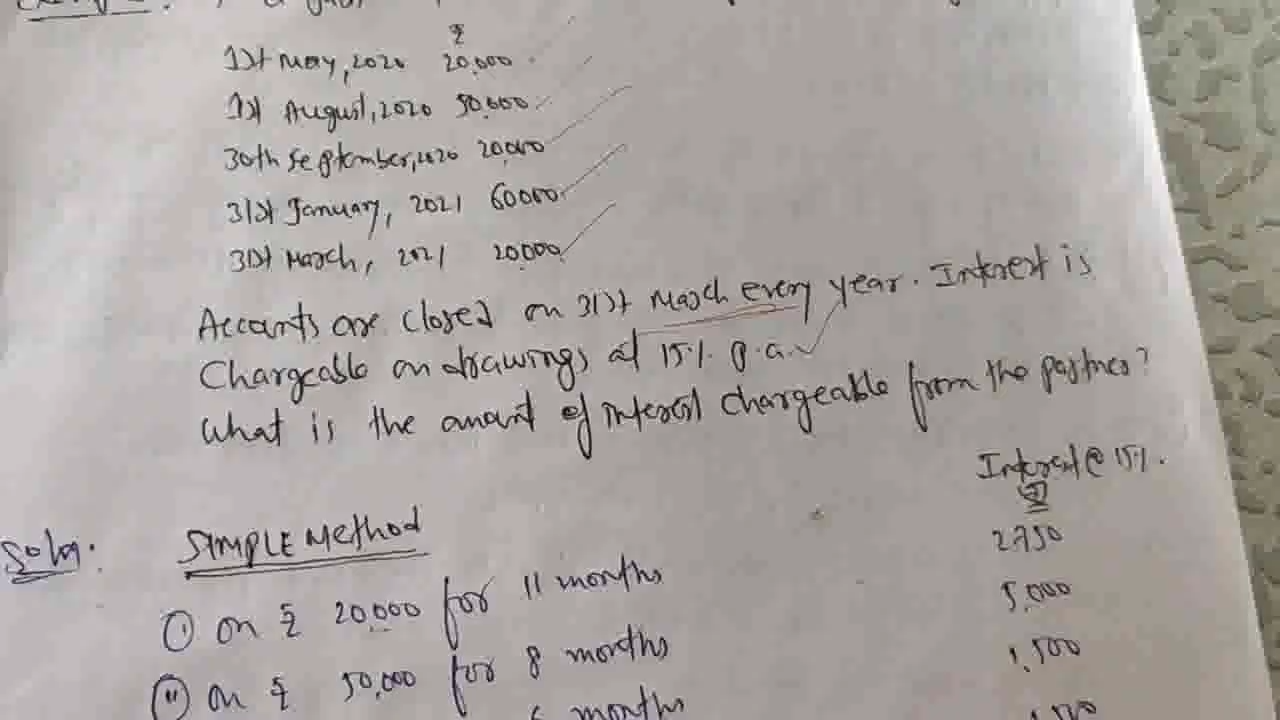 ₹
1st May, 2020 20,000
1st August, 2020 50,000
30th September, 2020 20,000
31st January, 2021 60000
31st March, 2021 20,000
Accounts are closed on 31st March every year. Interest is
Chargeable on drawings at 15% p.a.
What is the amount of interest chargeable from the partner?
Interest @ 15%.
₹
Soln. SIMPLE Method
(i) on ₹ 20,000 for 11 months 2,750
(ii) on ₹ 50,000 for 8 months 5,000
6 months 1,500